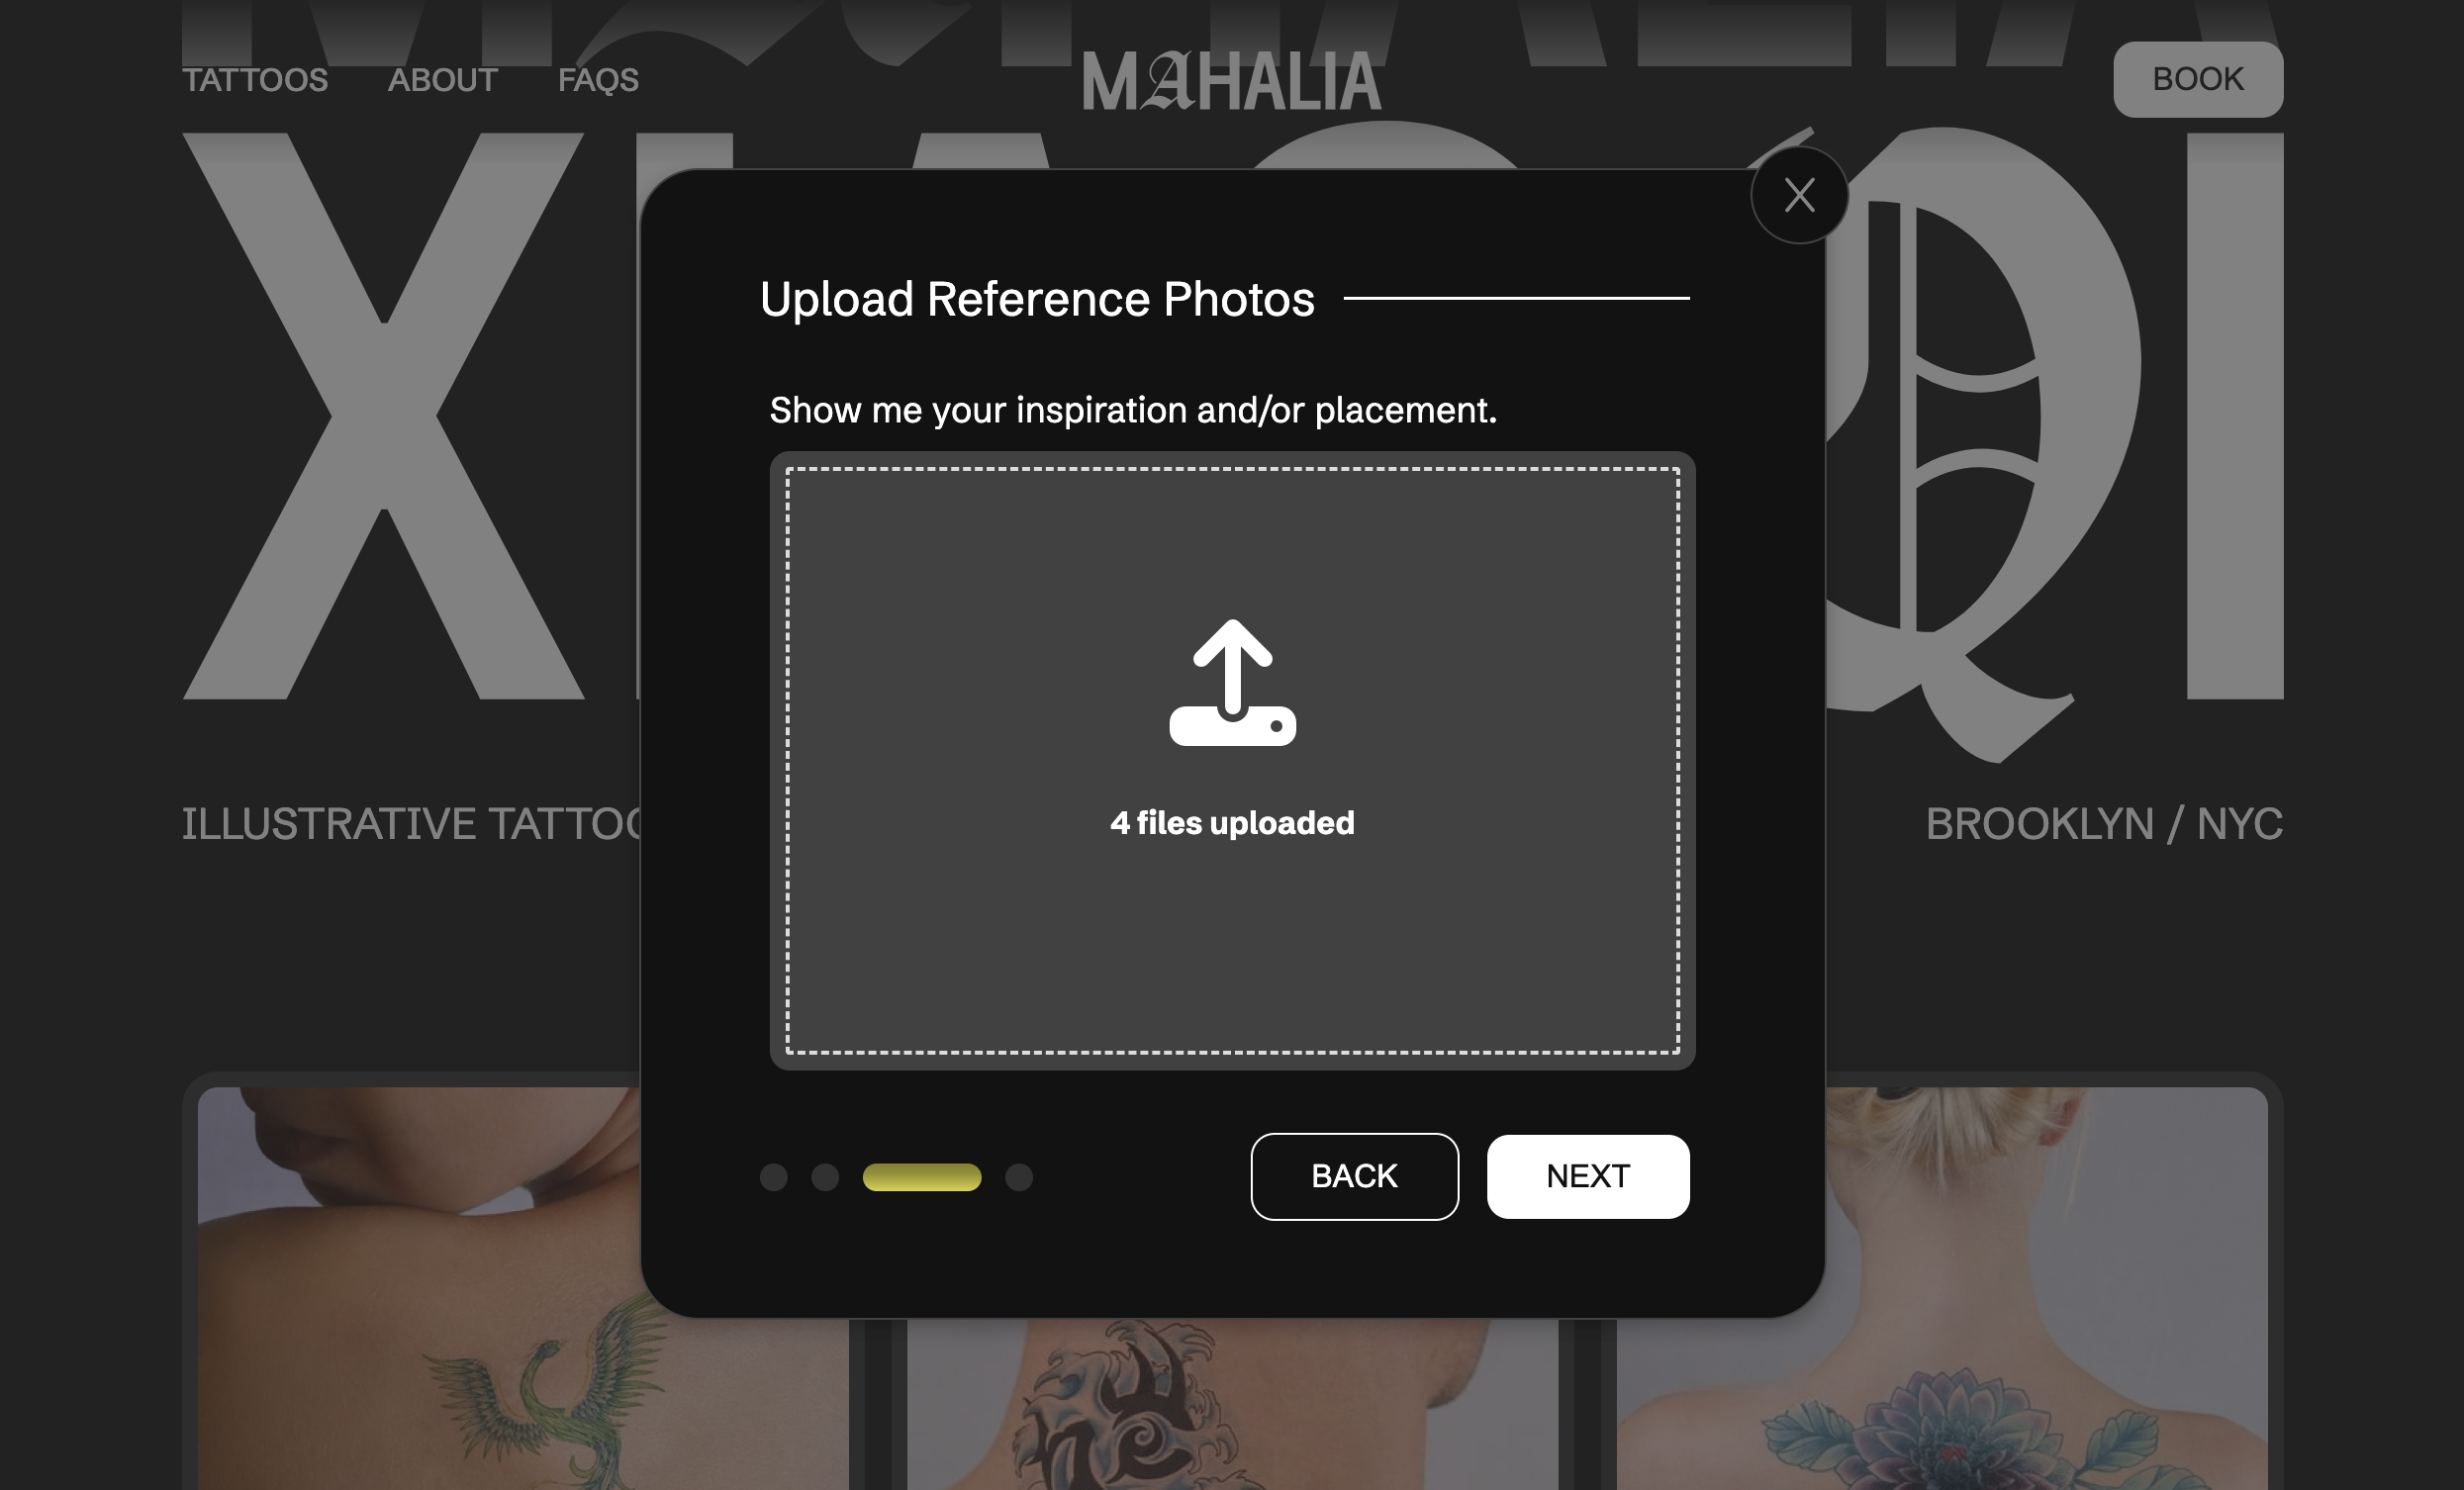 TATTOOS ABOUT FAQS MAHALIA BOOK
X QI
Upload Reference Photos
Show me your inspiration and/or placement.
4 files uploaded
ILLUSTRATIVE BROOKLYN / NYC
BACK NEXT